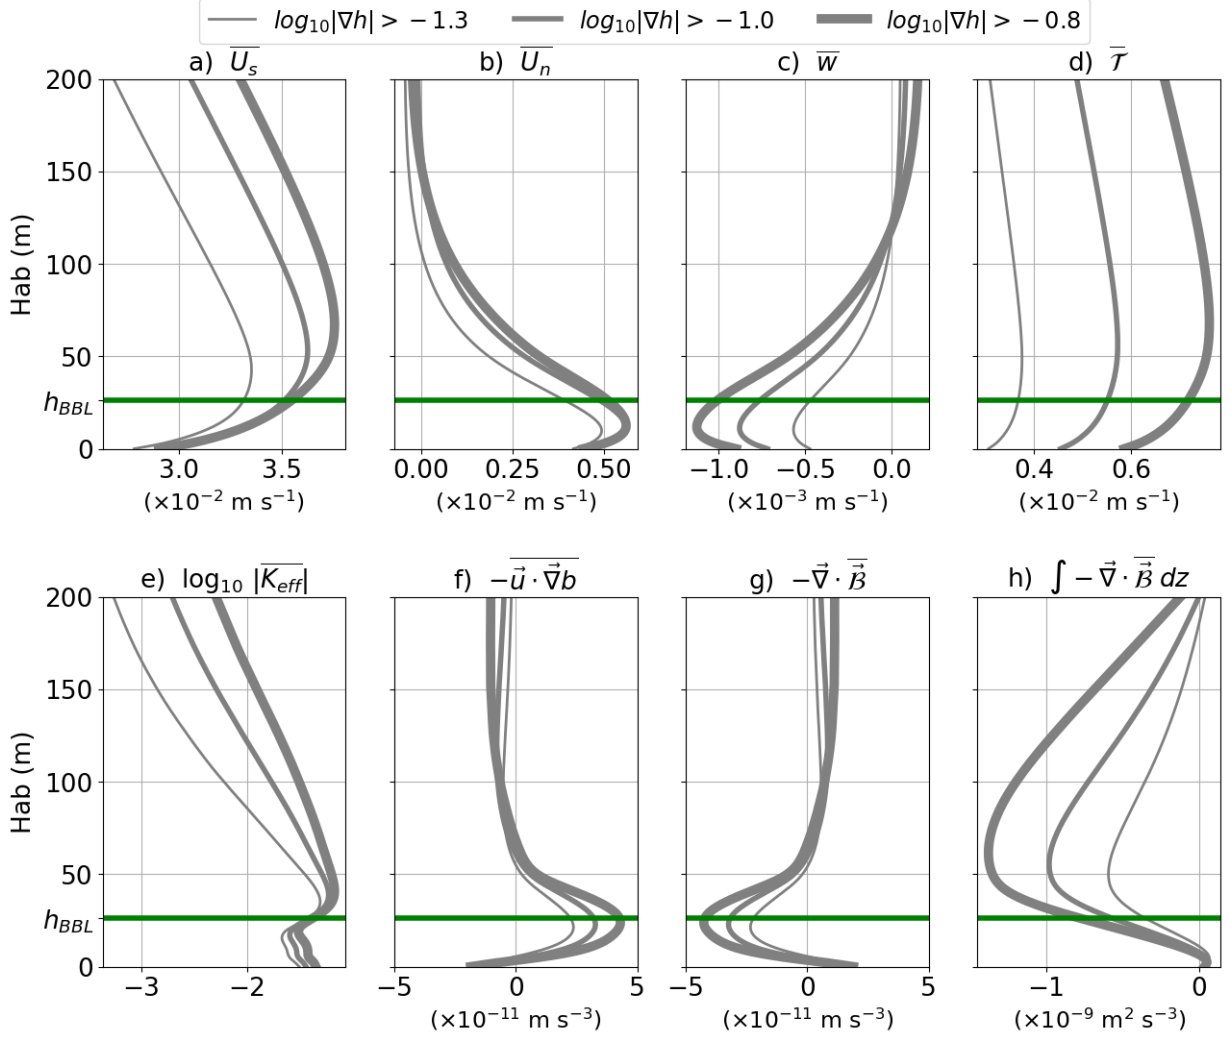 log₁₀|∇h| > −1.3 log₁₀|∇h| > −1.0 log₁₀|∇h| > −0.8
a) U̅ₛ b) U̅ₙ c) w̅ d) 𝒯̅
200
150
100
50
h_BBL
0
Hab (m)
3.0 3.5 0.00 0.25 0.50 −1.0 −0.5 0.0 0.4 0.6
(×10⁻² m s⁻¹) (×10⁻² m s⁻¹) (×10⁻³ m s⁻¹) (×10⁻² m s⁻¹)
e) log₁₀ |K̅_eff| f) −u⃗ · ∇⃗b g) −∇⃗ · ℬ⃗ h) ∫ −∇⃗ · ℬ⃗ dz
200
150
100
50
h_BBL
0
Hab (m)
−3 −2 −5 0 5 −5 0 5 −1 0
(×10⁻¹¹ m s⁻³) (×10⁻¹¹ m s⁻³) (×10⁻⁹ m² s⁻³)